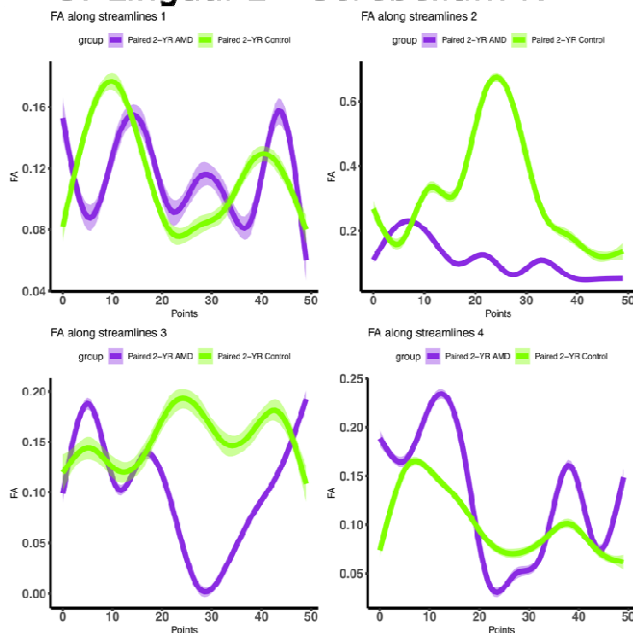 FA along streamlines 1
group Paired 2-YR AMD Paired 2-YR Control
0.16
0.12
0.08
0.04
FA
0 10 20 30 40 50
Points
FA along streamlines 2
group Paired 2-YR AMD Paired 2-YR Control
0.6
0.4
0.2
FA
0 10 20 30 40 50
Points
FA along streamlines 3
group Paired 2-YR AMD Paired 2-YR Control
0.20
0.15
0.10
0.05
0.00
FA
0 10 20 30 40 50
Points
FA along streamlines 4
group Paired 2-YR AMD Paired 2-YR Control
0.25
0.20
0.15
0.10
0.05
FA
0 10 20 30 40 50
Points